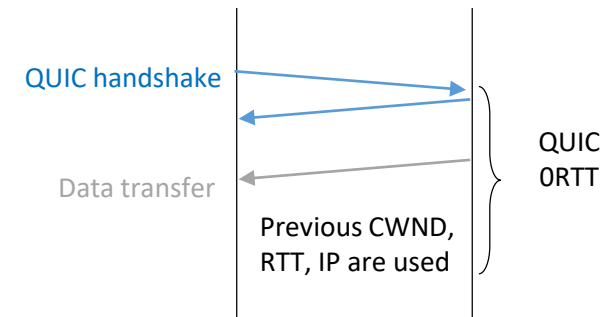 QUIC handshake
QUIC
0RTT
Data transfer
Previous CWND,
RTT, IP are used